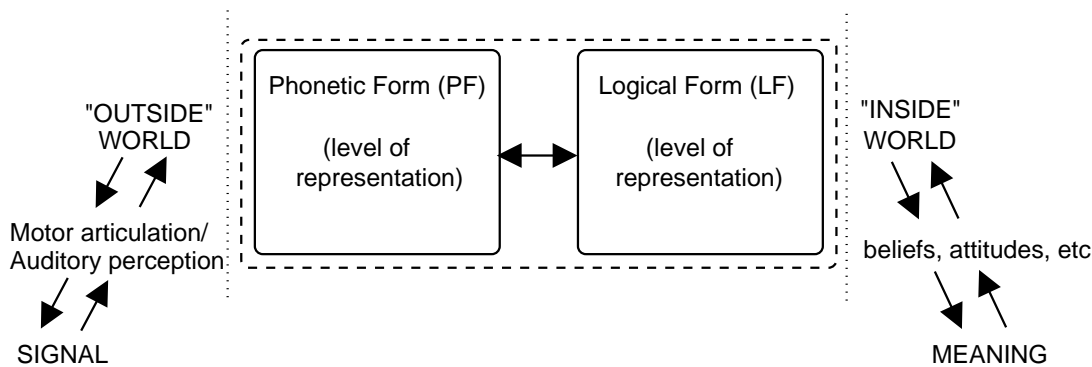 Phonetic Form (PF)
Logical Form (LF)
"OUTSIDE"
WORLD
"INSIDE"
WORLD
(level of
representation)
(level of
representation)
Motor articulation/
Auditory perception
beliefs, attitudes, etc
SIGNAL
MEANING